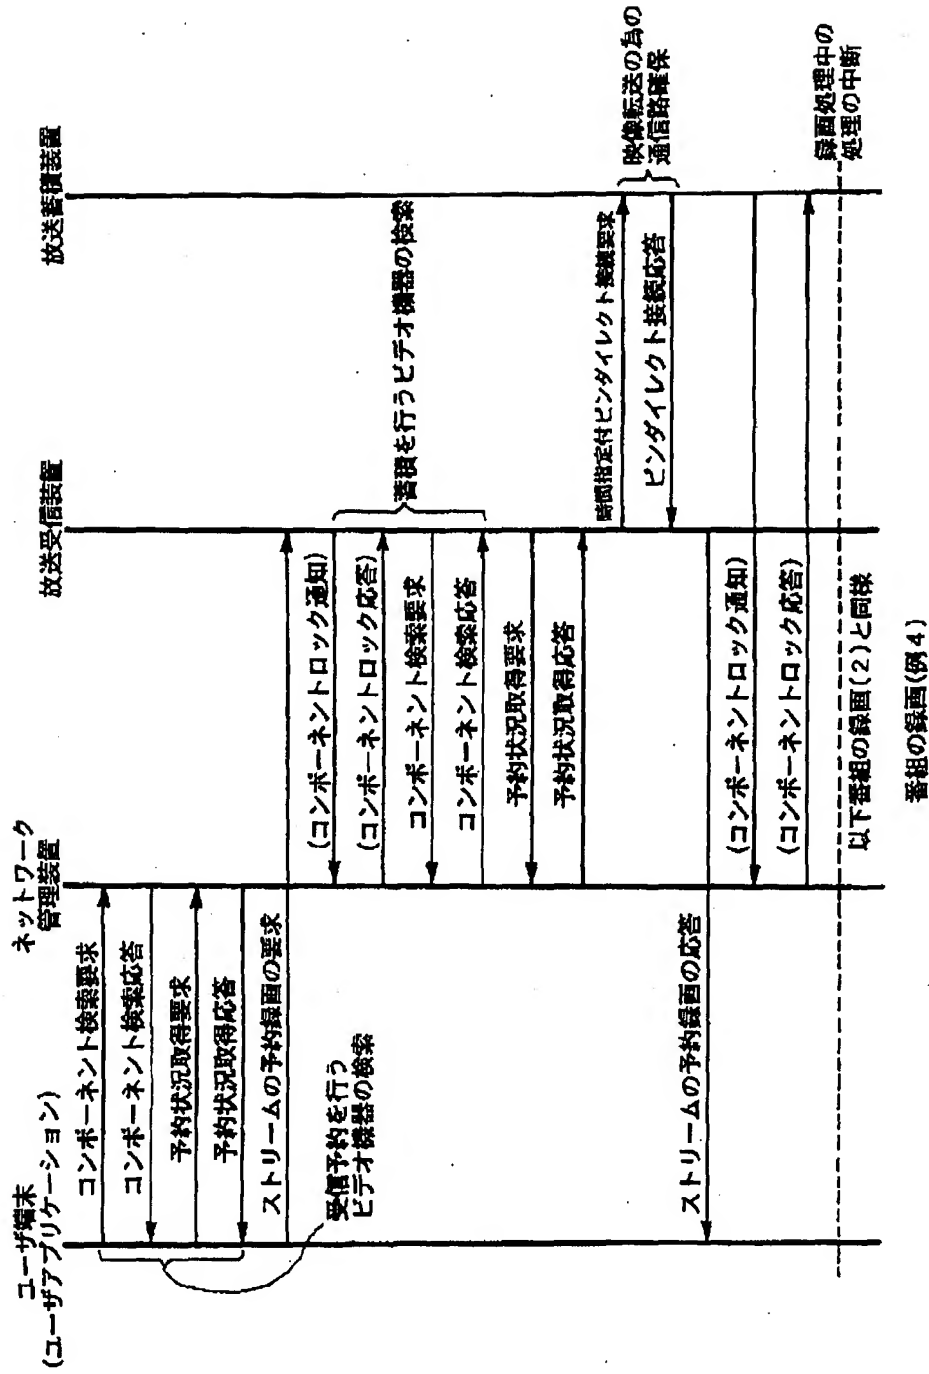 ユーザ端末
(ユーザアプリケーション)
ネットワーク
管理装置
放送受信装置
放送蓄積装置
コンポーネント検索要求
コンポーネント検索応答
予約状況取得要求
予約状況取得応答
ストリームの予約録画の要求
受信予約を行う
ビデオ機器の検索
(コンポーネントロック通知)
(コンポーネントロック応答)
コンポーネント検索要求
コンポーネント検索応答
蓄積を行うビデオ機器の検索
予約状況取得要求
予約状況取得応答
時間指定付ピンダイレクト接続要求
ピンダイレクト接続応答
映像転送の為の
通信路確保
ストリームの予約録画の応答
(コンポーネントロック通知)
(コンポーネントロック応答)
録画処理中の
処理の中断
以下番組の録画(2)と同様
番組の録画(例4)